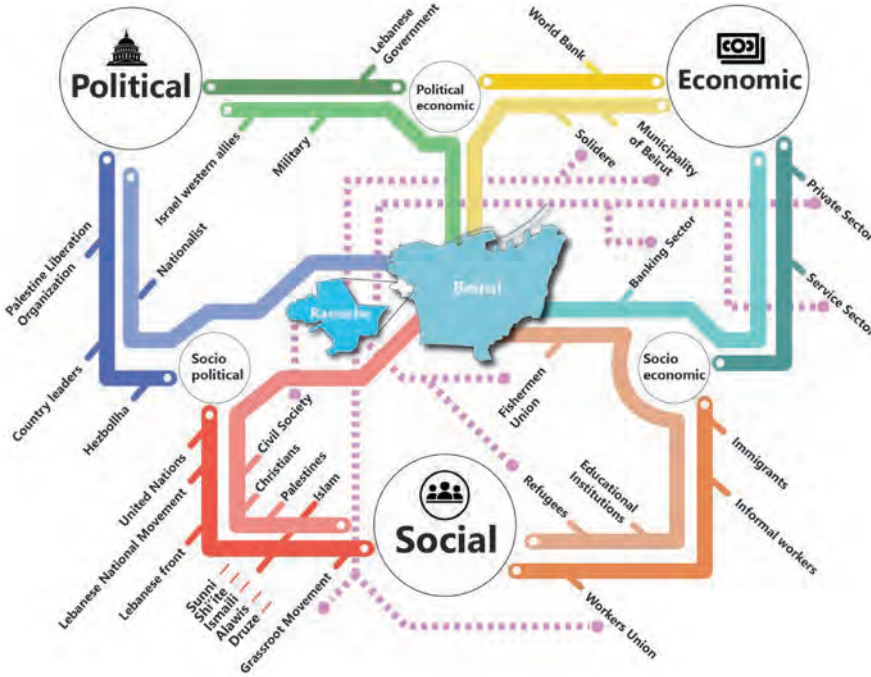 Political
Lebanese
Government
Political
economic
World Bank
Economic
Israel western allies
Military
Solidere
Municipality
of Beirut
Private Sector
Service Sector
Palestine Liberation
Organization
Nationalist
Beirut
Banking Sector
Country leaders
Hezbollha
Socio
political
Socio
economic
Fishermen
Union
United Nations
Lebanese National Movement
Lebanese front
Civil Society
Christians
Palestines
Islam
Sunni
Shi'ite
Ismaili
Alawis
Druze
Grassroot Movement
Social
Refugees
Educational
Institutions
Immigrants
Informal workers
Workers Union